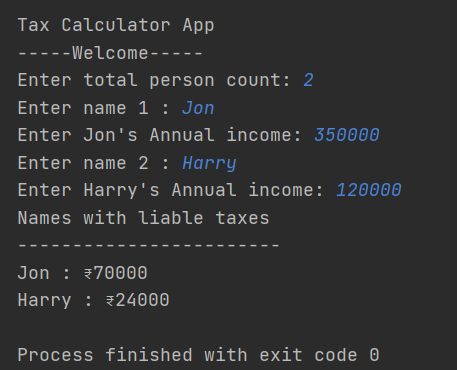 Tax Calculator App
-----Welcome-----
Enter total person count: 2
Enter name 1 : Jon
Enter Jon's Annual income: 350000
Enter name 2 : Harry
Enter Harry's Annual income: 120000
Names with liable taxes
------------------------
Jon : ₹70000
Harry : ₹24000
Process finished with exit code 0